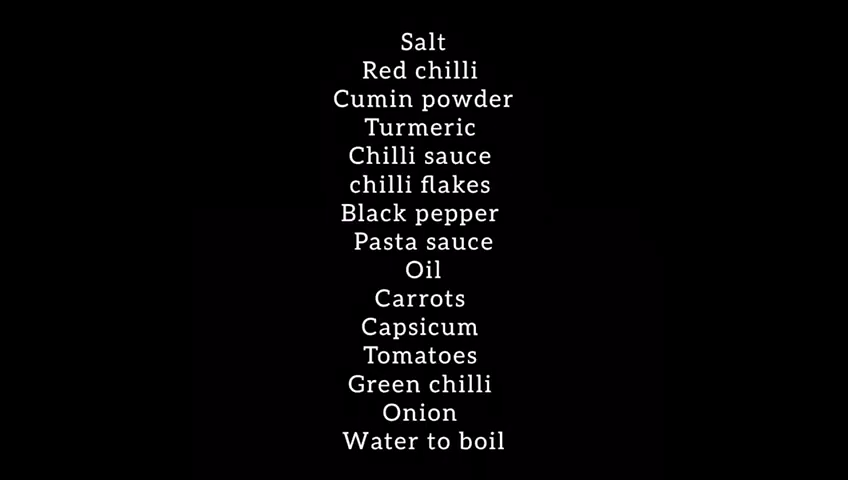 Salt
Red chilli
Cumin powder
Turmeric
Chilli sauce
chilli flakes
Black pepper
Pasta sauce
Oil
Carrots
Capsicum
Tomatoes
Green chilli
Onion
Water to boil